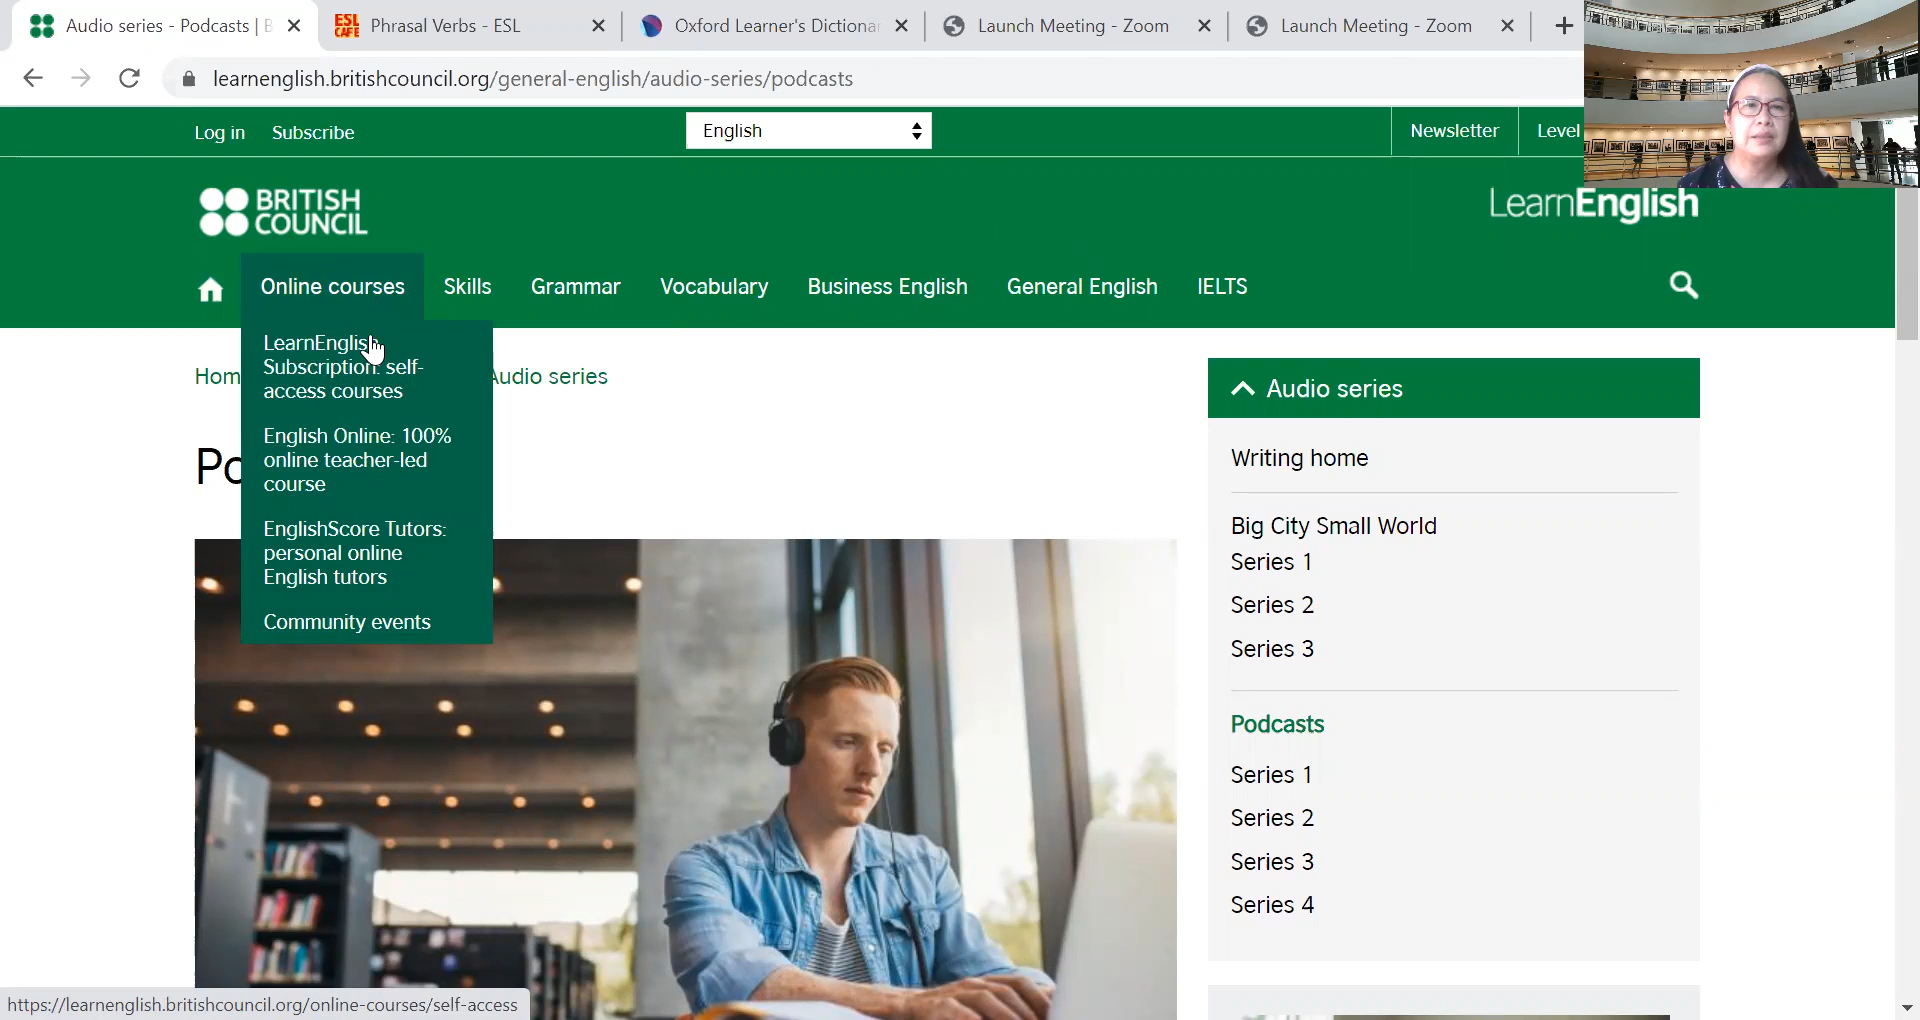 Audio series - Podcasts | B
ESL CAFE
Phrasal Verbs - ESL
Oxford Learner's Dictiona
Launch Meeting - Zoom
Launch Meeting - Zoom
learnenglish.britishcouncil.org/general-english/audio-series/podcasts
Log in
Subscribe
English
Newsletter
Level
BRITISH
COUNCIL
LearnEnglish
Online courses
Skills
Grammar
Vocabulary
Business English
General English
IELTS
LearnEnglish
Subscription: self-
access courses
English Online: 100%
online teacher-led
course
EnglishScore Tutors:
personal online
English tutors
Community events
Hom
Audio series
Po
Audio series
Writing home
Big City Small World
Series 1
Series 2
Series 3
Podcasts
Series 1
Series 2
Series 3
Series 4
https://learnenglish.britishcouncil.org/online-courses/self-access